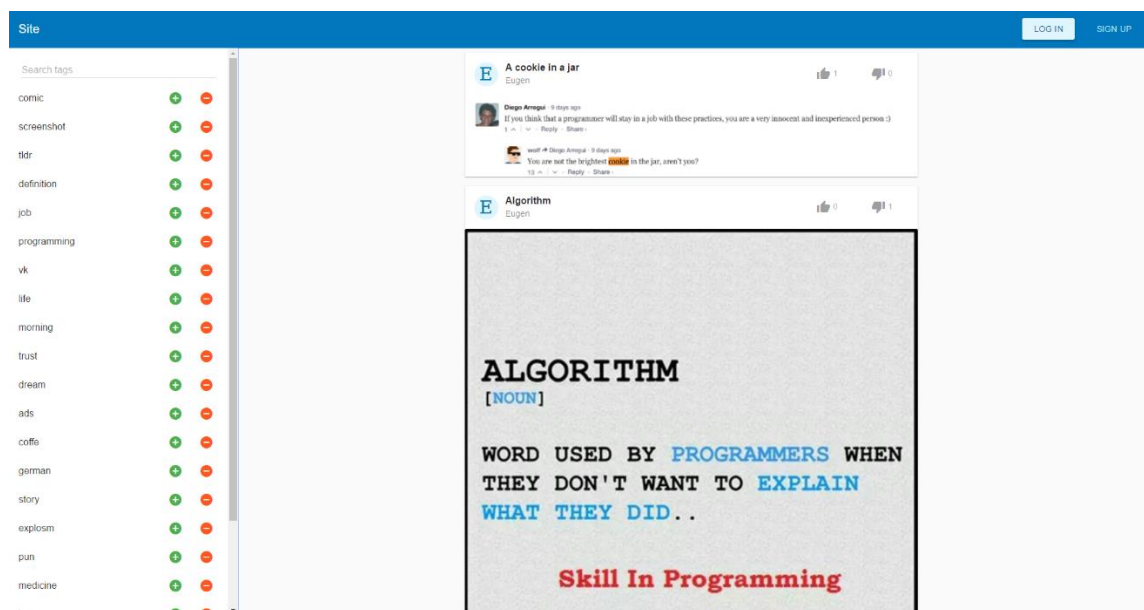 Site
LOG IN
SIGN UP
Search tags
comic
screenshot
tldr
definition
job
programming
vk
life
morning
trust
dream
ads
coffe
german
story
explosm
pun
medicine
E
A cookie in a jar
Eugen
1
0
Diego Arregui · 9 days ago
If you think that a programmer will stay in a job with these practices, you are a very innocent and inexperienced person :)
1 · Reply · Share ›
wolf Diego Arregui · 9 days ago
You are not the brightest cookie in the jar, aren't you?
13 · Reply · Share ›
E
Algorithm
Eugen
0
1
ALGORITHM
[NOUN]
WORD USED BY PROGRAMMERS WHEN
THEY DON'T WANT TO EXPLAIN
WHAT THEY DID..
Skill In Programming